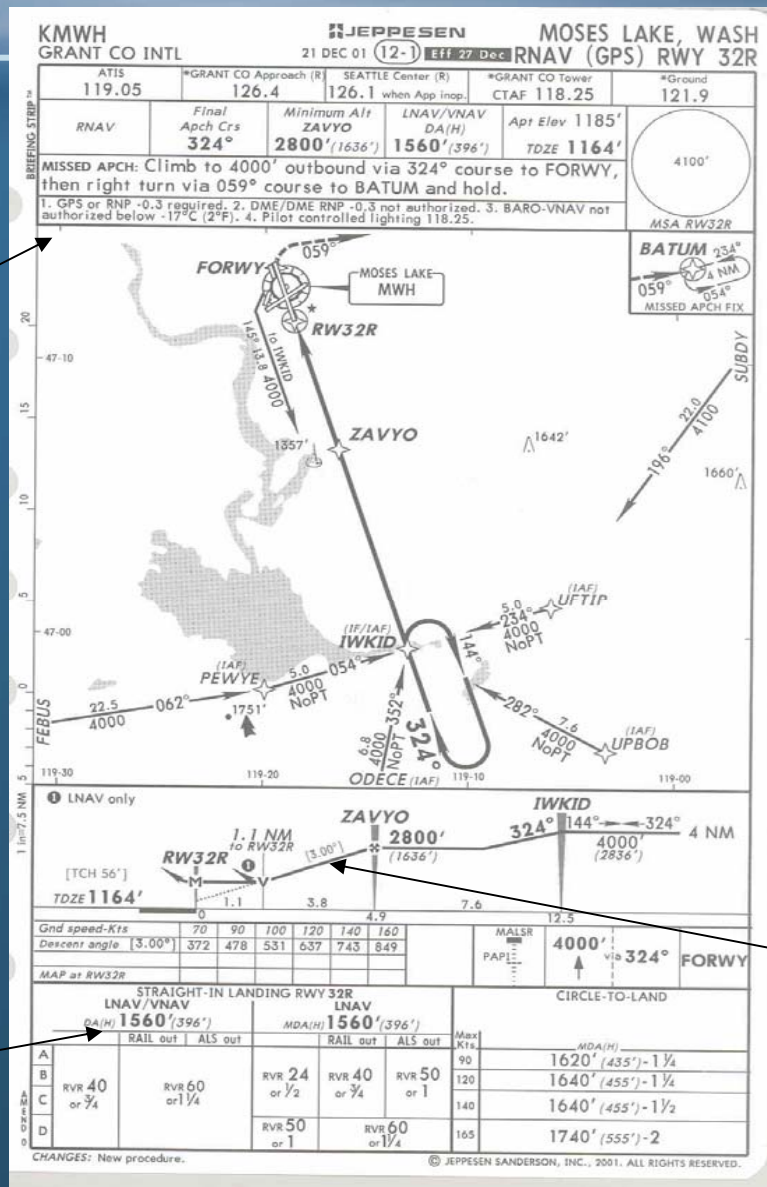 KMWH
JEPPESEN
MOSES LAKE, WASH
GRANT CO INTL
21 DEC 01 12-1 Eff 27 Dec
RNAV (GPS) RWY 32R
BRIEFING STRIP™
ATIS
119.05
*GRANT CO Approach (R)
126.4
SEATTLE Center (R)
126.1 when App inop.
*GRANT CO Tower
CTAF 118.25
*Ground
121.9
RNAV
Final
Apch Crs
324°
Minimum Alt
ZAVYO
2800' (1636')
LNAV/VNAV
DA(H)
1560' (396')
Apt Elev 1185'
TDZE 1164'
4100'
MSA RW32R
MISSED APCH: Climb to 4000' outbound via 324° course to FORWY,
then right turn via 059° course to BATUM and hold.
1. GPS or RNP -0.3 required. 2. DME/DME RNP -0.3 not authorized. 3. BARO-VNAV not
authorized below -17°C (2°F). 4. Pilot controlled lighting 118.25.
BATUM
234°
4 NM
059°
054°
MISSED APCH FIX
059°
FORWY
MOSES LAKE
MWH
*
RW32R
145° 13.8 4000
to IWKID
20
47-10
15
10
5
47-00
0
5
SUBDY
22.0
4100
196°
ZAVYO
1357'
1642'
1660'
(IAF)
UFTIP
5.0
234°
4000
NoPT
(IF/IAF)
IWKID
144°
(IAF)
PEWYE
5.0
054°
4000
NoPT
22.5
062°
4000
FEBUS
1751'
6.8
4000
NoPT 352°
324°
282°
7.6
4000
NoPT
(IAF)
UPBOB
ODECE (IAF)
119-30
119-20
119-10
119-00
1 in=7.5 NM
1 LNAV only
ZAVYO
2800'
(1636')
IWKID
324°
144°
324°
4000'
(2836')
4 NM
1.1 NM
to RW32R
RW32R
1
[3.00°]
M
V
[TCH 56']
TDZE 1164'
1.1
3.8
7.6
0
4.9
12.5
Gnd speed-Kts 70 90 100 120 140 160
Descent angle [3.00°] 372 478 531 637 743 849
MAP at RW32R
MALSR
PAPI
4000'
via 324°
FORWY
STRAIGHT-IN LANDING RWY 32R
LNAV/VNAV
DA(H) 1560' (396')
LNAV
MDA(H) 1560' (396')
CIRCLE-TO-LAND
RAIL out
ALS out
RAIL out
ALS out
Max
Kts.
MDA(H)
A
B
C
D
RVR 40
or 3/4
RVR 60
or 1 1/4
RVR 24
or 1/2
RVR 40
or 3/4
RVR 50
or 1
RVR 50
or 1
RVR 60
or 1 1/4
90
1620' (435') - 1 1/4
120
1640' (455') - 1 1/4
140
1640' (455') - 1 1/2
165
1740' (555') - 2
AMEND 0
CHANGES: New procedure.
© JEPPESEN SANDERSON, INC., 2001. ALL RIGHTS RESERVED.